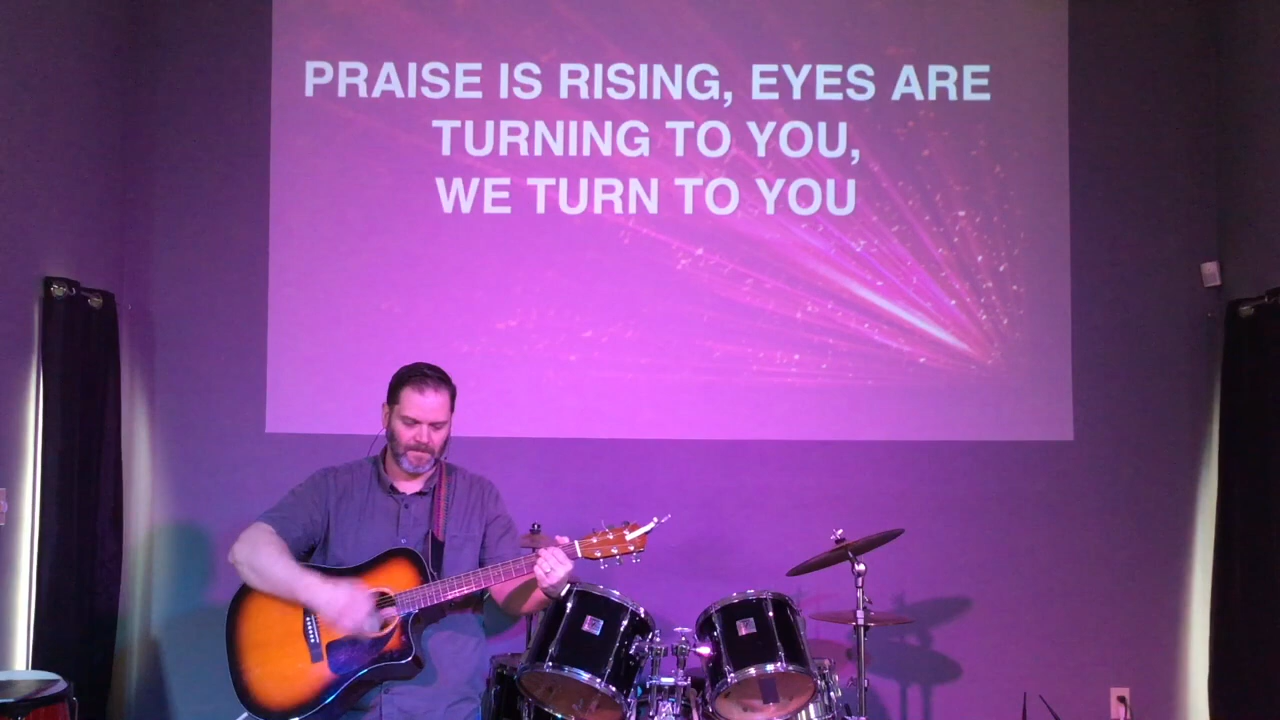 PRAISE IS RISING, EYES ARE
TURNING TO YOU,
WE TURN TO YOU